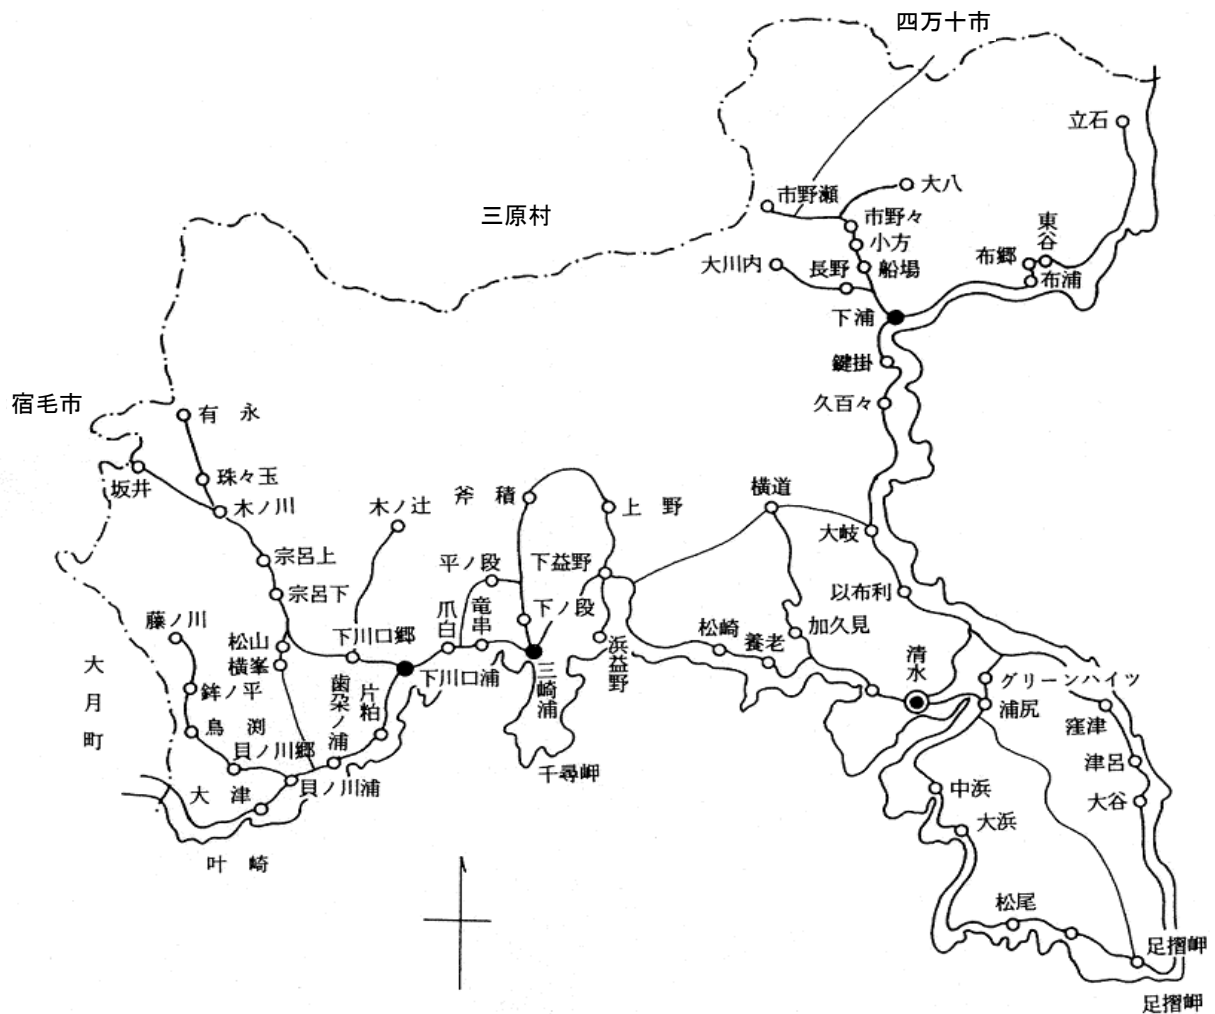 四万十市
立石
大八
市野瀬
市野々
三原村
東谷
小方
布郷
大川内
長野
船場
布浦
下浦
鍵掛
宿毛市
久百々
有永
珠々玉
坂井
横道
斧積
木ノ川
木ノ辻
上野
大岐
宗呂上
平ノ段
下益野
宗呂下
以布利
爪白
竜串
下ノ段
藤ノ川
松山
下川口郷
松崎
加久見
養老
浜益野
清水
横峯
大月町
下川口浦
三崎浦
グリーンハイツ
鉾ノ平
歯朶ノ浦
片粕
浦尻
鳥渕
窪津
貝ノ川郷
千尋岬
津呂
大津
貝ノ川浦
中浜
大谷
大浜
叶崎
松尾
足摺岬
足摺岬